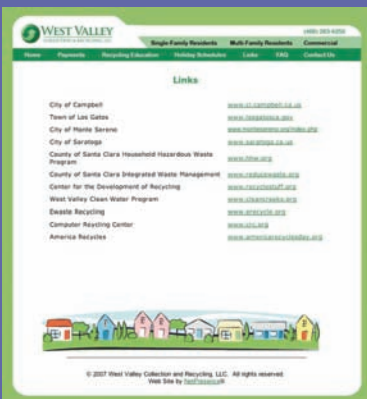 WEST VALLEY
(408) 283-9250
Single-Family Residents Multi-Family Residents Commercial
Home Payments Recycling Education Holiday Schedules Links FAQ Contact Us
Links
City of Campbell www.ci.campbell.ca.us
Town of Los Gatos www.losgatosca.gov
City of Monte Sereno www.montesereno.org/index.php
City of Saratoga www.saratoga.ca.us
County of Santa Clara Household Hazardous Waste Program www.hhw.org
County of Santa Clara Integrated Waste Management www.reducewaste.org
Center for the Development of Recycling www.recyclestuff.org
West Valley Clean Water Program www.cleancreeks.org
Ewaste Recycling www.erecycle.org
Computer Reycling Center www.crc.org
America Recycles www.americarecyclesday.org
© 2007 West Valley Collection and Recycling, LLC. All rights reserved.
Web Site by NetPresence®